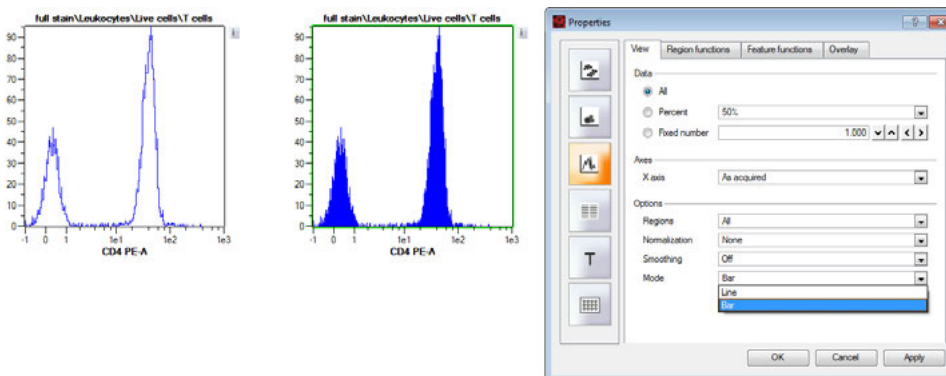 full stain\Leukocytes\Live cells\T cells
90
80
70
60
50
40
30
20
10
0
-1 0 1 1e1 1e2 1e3
CD4 PE-A
full stain\Leukocytes\Live cells\T cells
90
80
70
60
50
40
30
20
10
0
-1 0 1 1e1 1e2 1e3
CD4 PE-A
Properties
View Region functions Feature functions Overlay
Data
All
Percent 50%
Fixed number 1.000
Axes
X axis As acquired
Options
Regions All
Normalization None
Smoothing Off
Mode Bar
Line
Bar
T
OK Cancel Apply